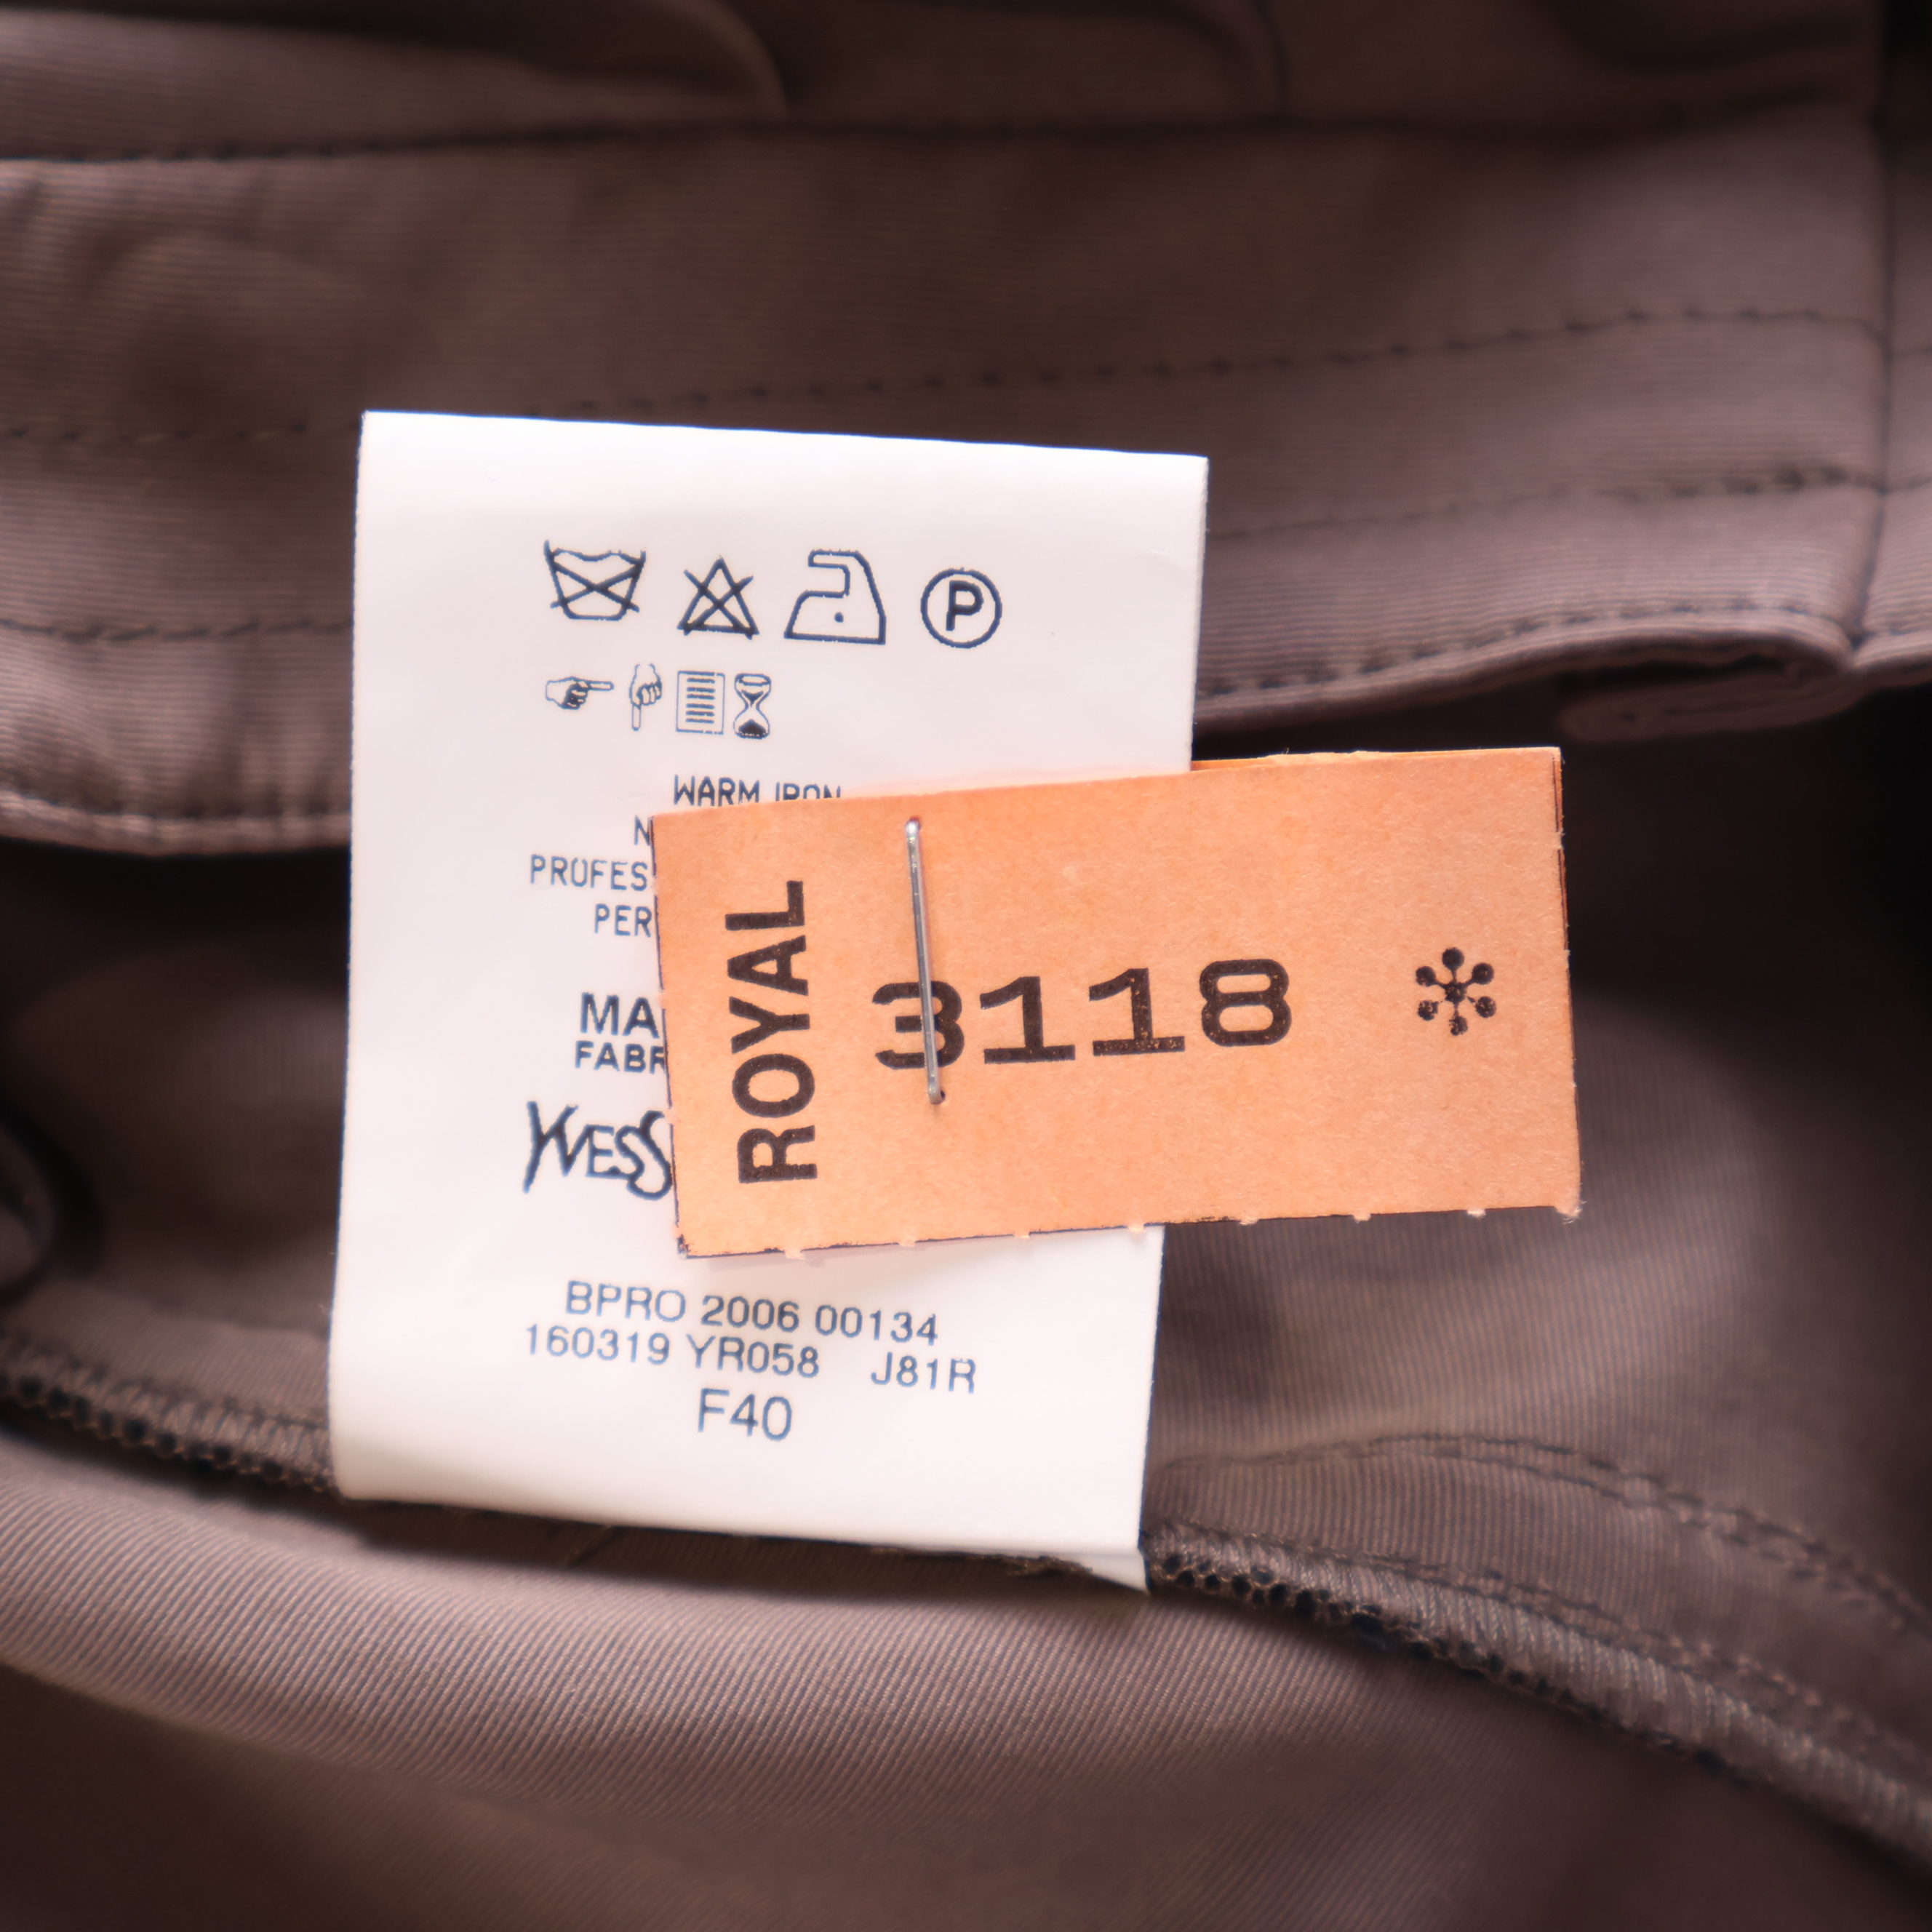 P
WARM IRON
N
PROFES
PER
MA
FABR
YVESS
ROYAL
3118
BPRO 2006 00134
160319 YR058 J81R
F40